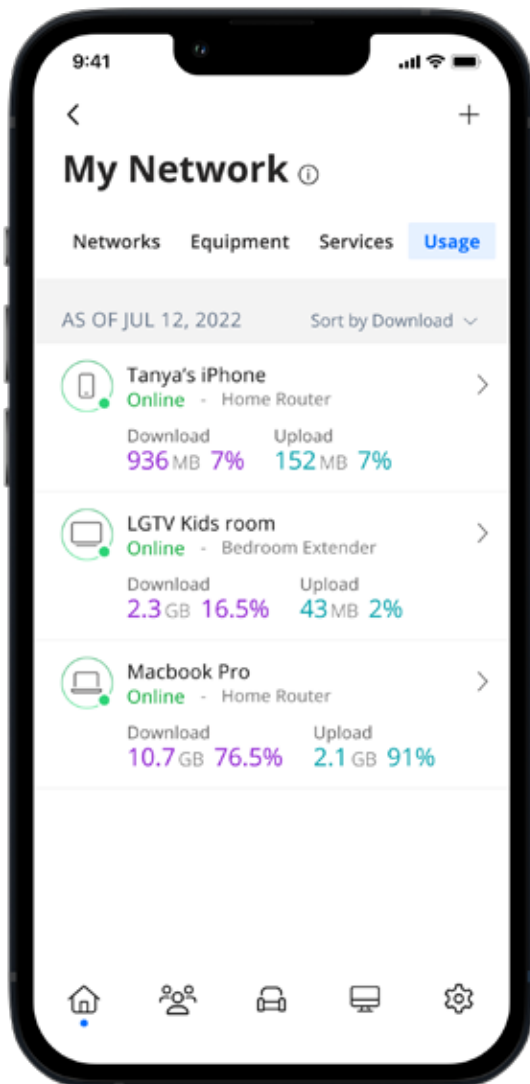 9:41
My Network
Networks Equipment Services Usage
AS OF JUL 12, 2022 Sort by Download
Tanya's iPhone
Online - Home Router
Download Upload
936 MB 7% 152 MB 7%
LGTV Kids room
Online - Bedroom Extender
Download Upload
2.3 GB 16.5% 43 MB 2%
Macbook Pro
Online - Home Router
Download Upload
10.7 GB 76.5% 2.1 GB 91%